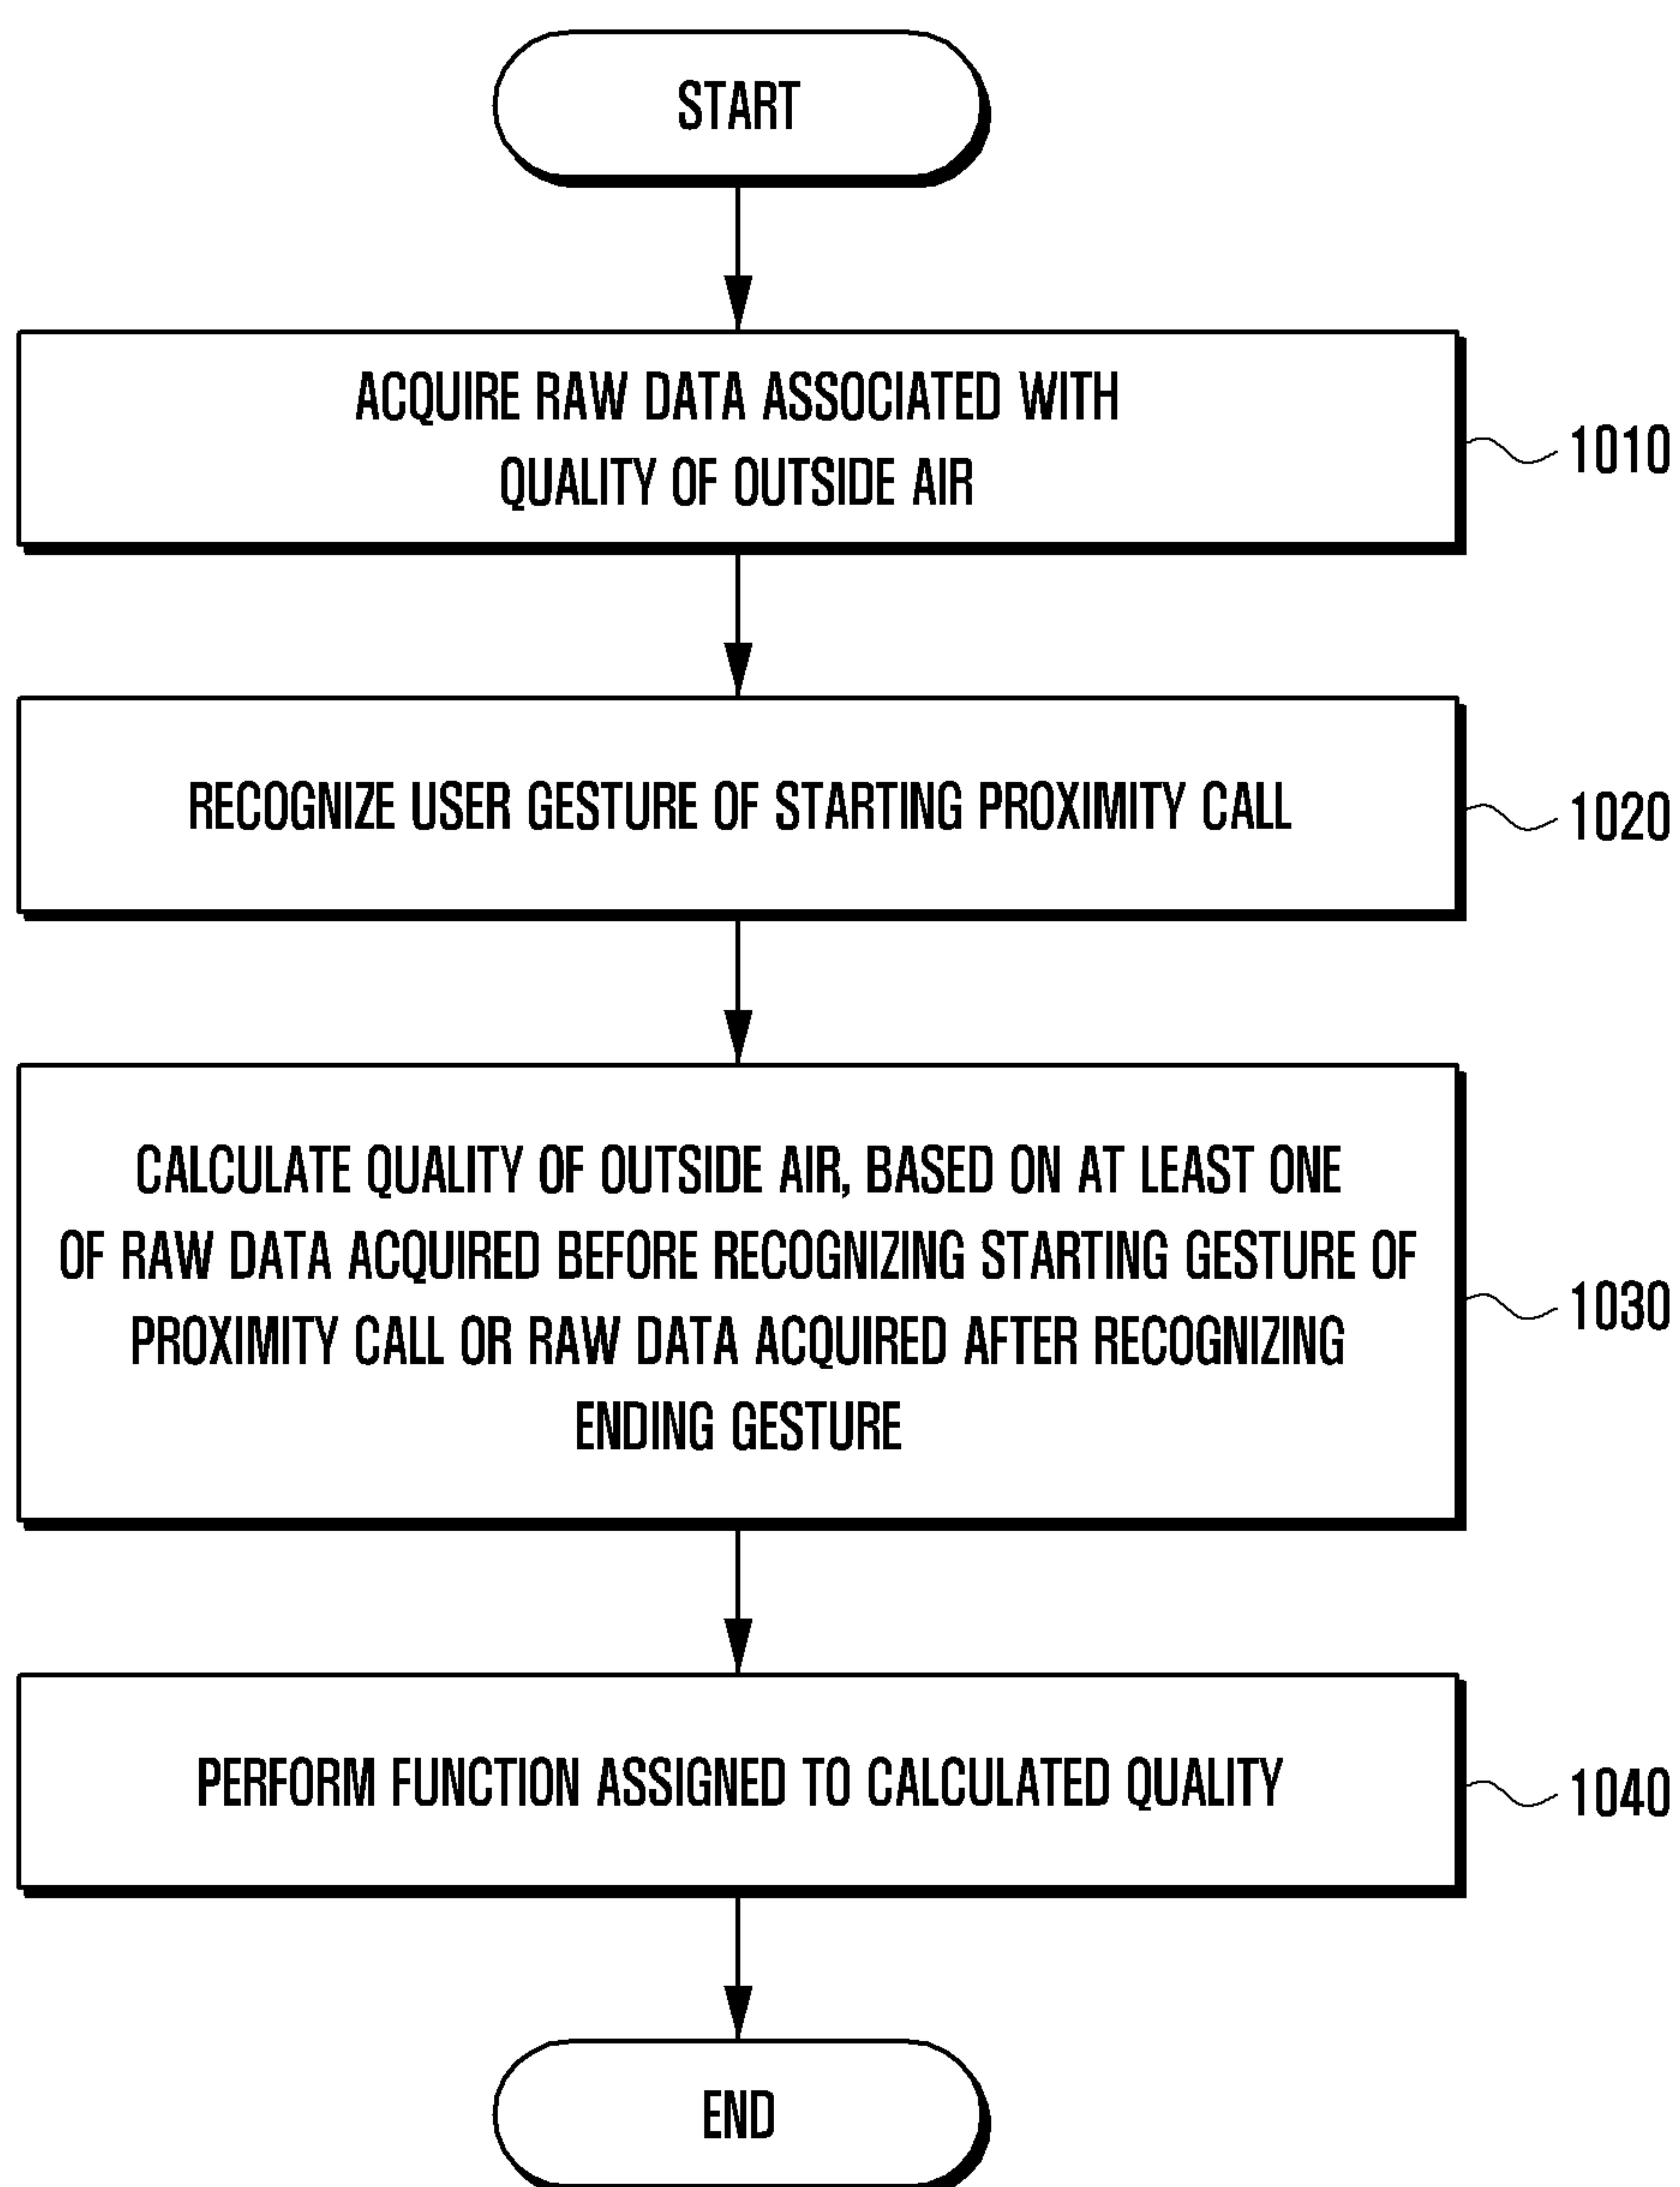 START
ACQUIRE RAW DATA ASSOCIATED WITH
QUALITY OF OUTSIDE AIR
1010
RECOGNIZE USER GESTURE OF STARTING PROXIMITY CALL
1020
CALCULATE QUALITY OF OUTSIDE AIR, BASED ON AT LEAST ONE
OF RAW DATA ACQUIRED BEFORE RECOGNIZING STARTING GESTURE OF
PROXIMITY CALL OR RAW DATA ACQUIRED AFTER RECOGNIZING
ENDING GESTURE
1030
PERFORM FUNCTION ASSIGNED TO CALCULATED QUALITY
1040
END